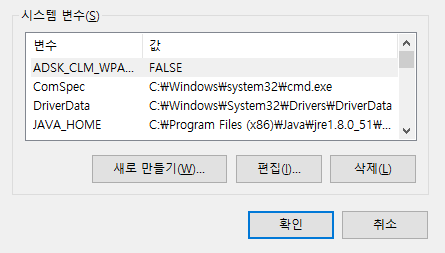 시스템 변수(S)
변수 값
ADSK_CLM_WPA... FALSE
ComSpec C:₩Windows₩system32₩cmd.exe
DriverData C:₩Windows₩System32₩Drivers₩DriverData
JAVA_HOME C:₩Program Files (x86)₩Java₩jre1.8.0_51₩...
새로 만들기(W)... 편집(I)... 삭제(L)
확인 취소